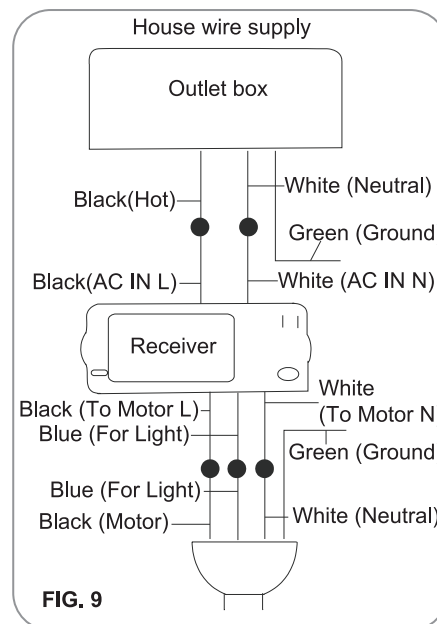 House wire supply
Outlet box
White (Neutral)
Black(Hot)
Green (Ground
Black(AC IN L)
White (AC IN N)
Receiver
White
(To Motor N
Black (To Motor L)
Blue (For Light)
Green (Ground
Blue (For Light)
Black (Motor)
White (Neutral)
FIG. 9